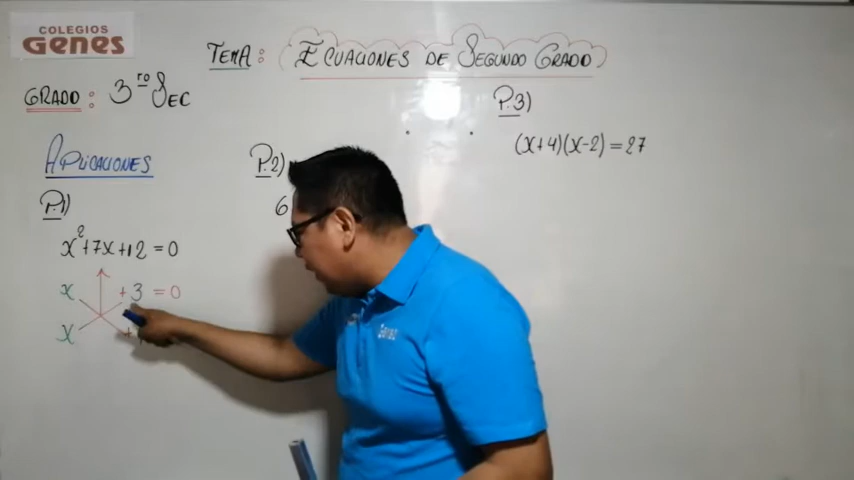 COLEGIOS
GENES
TEMA: ECUACIONES DE SEGUNDO GRADO
GRADO: 3ro SEC
APLICACIONES
P.1)
x²+7x+12=0
x +3 = 0
x
P.2)
6
P.3)
(x+4)(x-2)=27